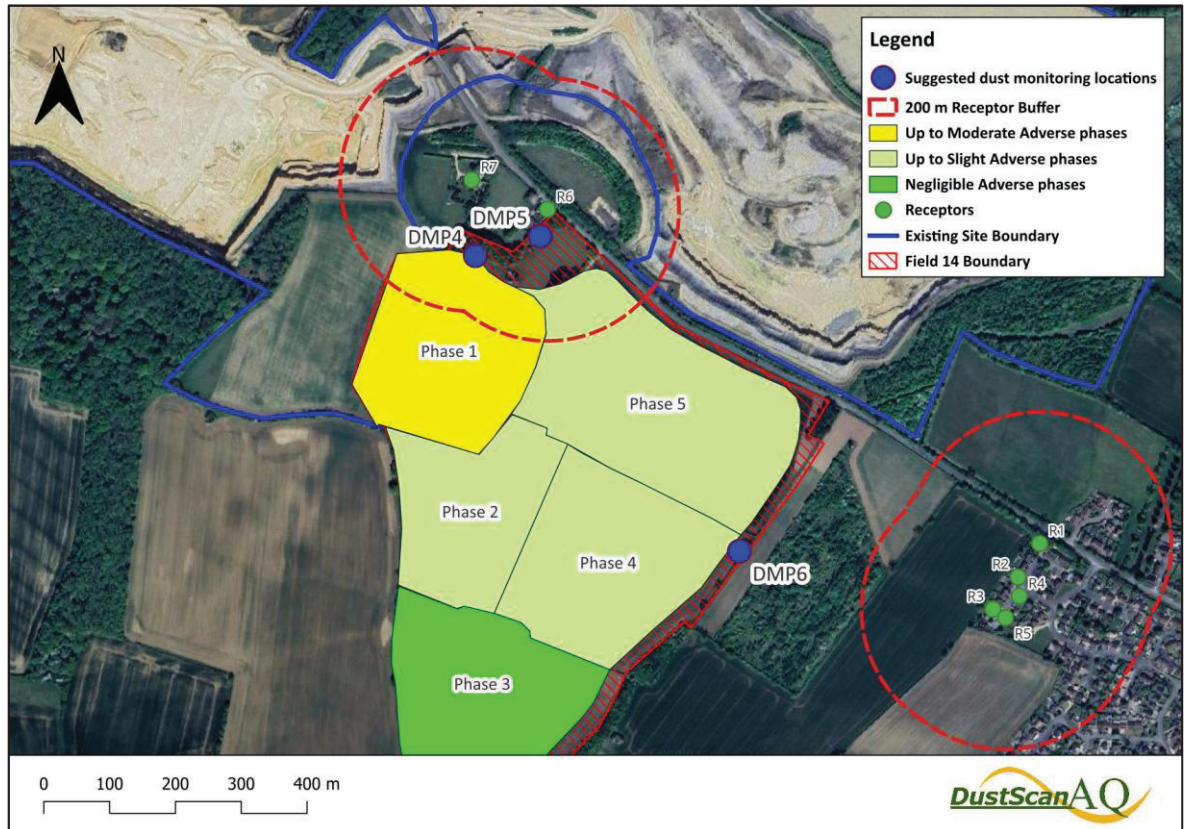 N
Legend
Suggested dust monitoring locations
200 m Receptor Buffer
Up to Moderate Adverse phases
Up to Slight Adverse phases
Negligible Adverse phases
Receptors
Existing Site Boundary
Field 14 Boundary
R7
R6
DMP5
DMP4
Phase 1
Phase 5
Phase 2
Phase 4
DMP6
R1
R2
R4
R3
R5
Phase 3
0 100 200 300 400 m
DustScanAQ